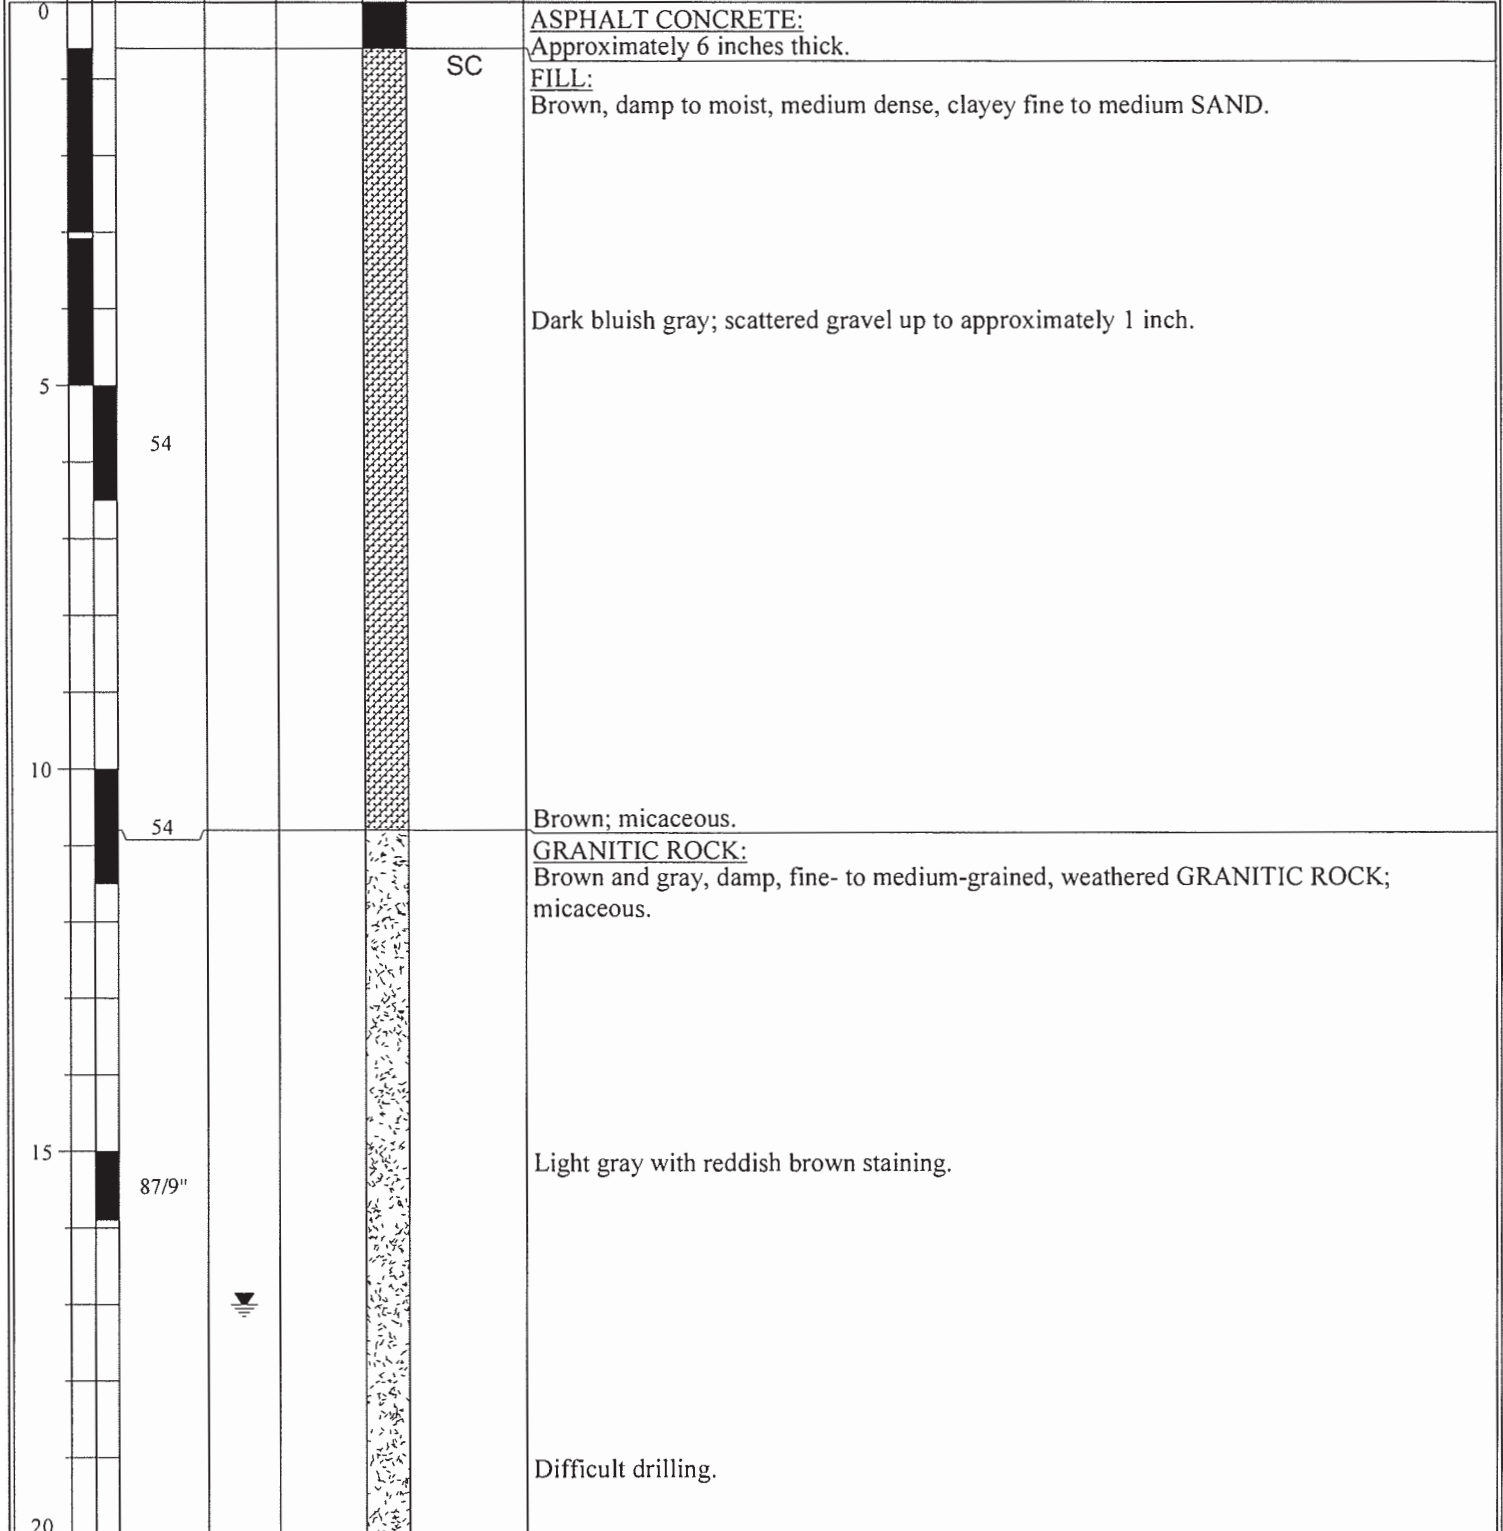 0
ASPHALT CONCRETE:
Approximately 6 inches thick.
SC
FILL:
Brown, damp to moist, medium dense, clayey fine to medium SAND.
Dark bluish gray; scattered gravel up to approximately 1 inch.
5
54
10
54
Brown; micaceous.
GRANITIC ROCK:
Brown and gray, damp, fine- to medium-grained, weathered GRANITIC ROCK;
micaceous.
15
Light gray with reddish brown staining.
87/9"
Difficult drilling.
20